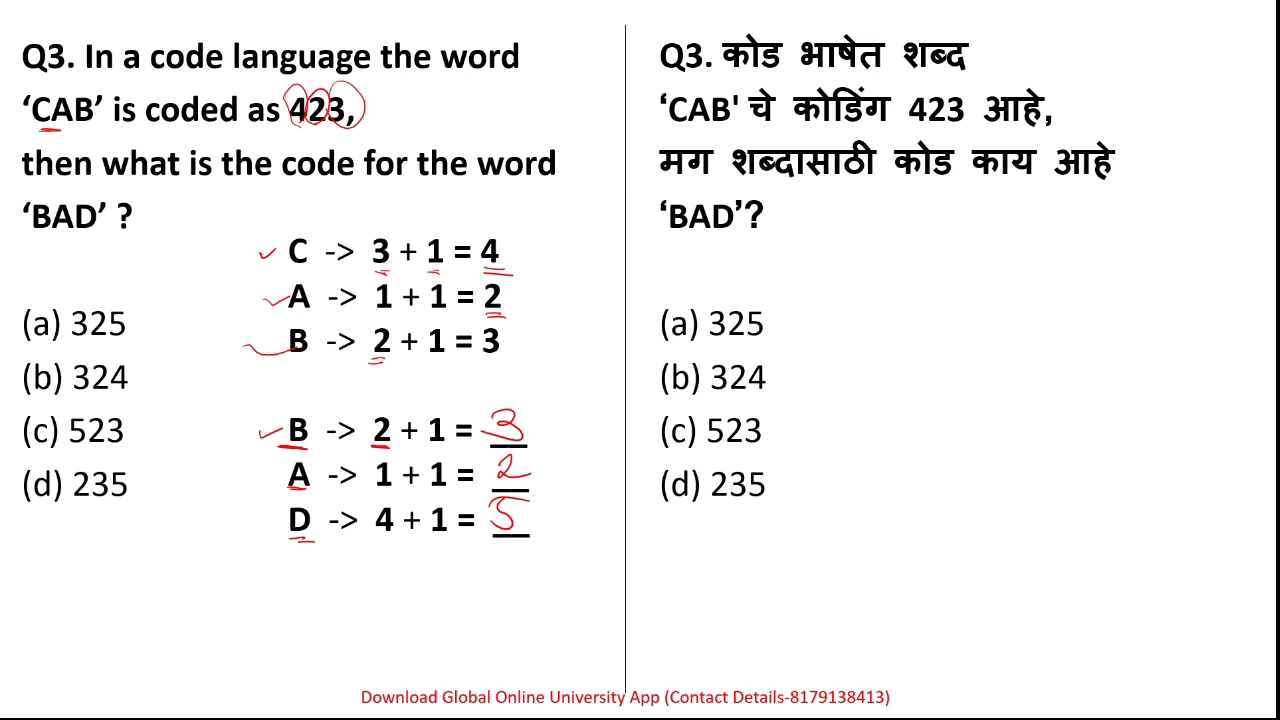 Q3. In a code language the word
‘CAB’ is coded as 423,
then what is the code for the word
‘BAD’ ?
C -> 3 + 1 = 4
A -> 1 + 1 = 2
B -> 2 + 1 = 3
(a) 325
(b) 324
(c) 523
(d) 235
B -> 2 + 1 = 3
A -> 1 + 1 = 2
D -> 4 + 1 = 5
Q3. कोड भाषेत शब्द
‘CAB' चे कोडिंग 423 आहे,
मग शब्दासाठी कोड काय आहे
‘BAD’?
(a) 325
(b) 324
(c) 523
(d) 235
Download Global Online University App (Contact Details-8179138413)